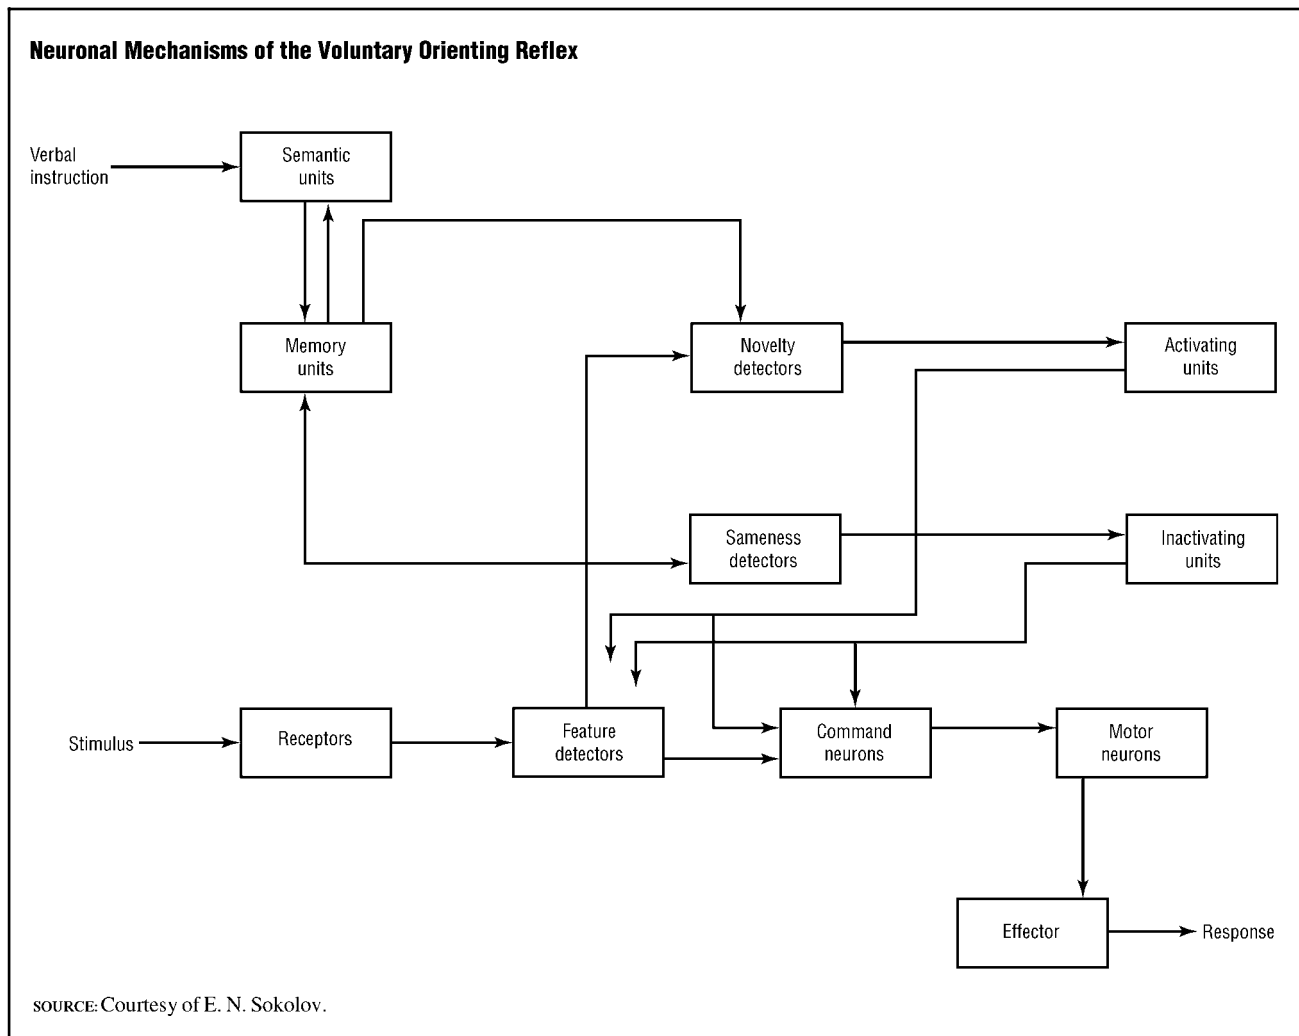 Neuronal Mechanisms of the Voluntary Orienting Reflex
Verbal
instruction
Semantic
units
Memory
units
Novelty
detectors
Activating
units
Sameness
detectors
Inactivating
units
Stimulus
Receptors
Feature
detectors
Command
neurons
Motor
neurons
Effector
Response
SOURCE: Courtesy of E. N. Sokolov.